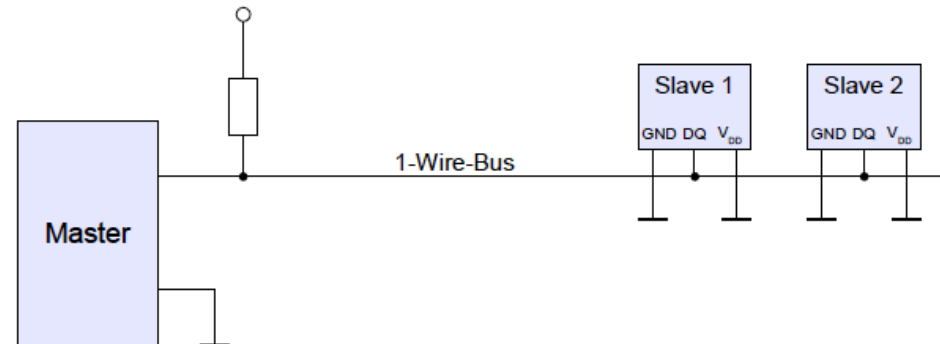 Slave 1
GND DQ VDD
Slave 2
GND DQ VDD
1-Wire-Bus
Master